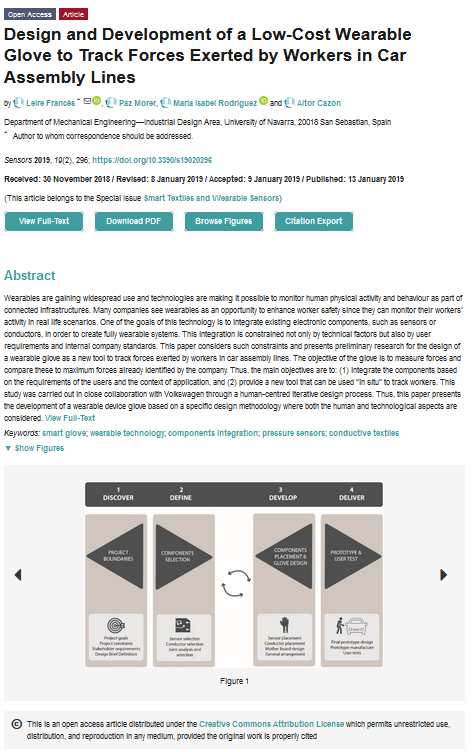 Open Access Article
Design and Development of a Low-Cost Wearable
Glove to Track Forces Exerted by Workers in Car
Assembly Lines
by Leire Francés *, Paz Morer, Maria Isabel Rodriguez and Aitor Cazón
Department of Mechanical Engineering—Industrial Design Area, University of Navarra, 20018 San Sebastian, Spain
* Author to whom correspondence should be addressed.
Sensors 2019, 19(2), 296; https://doi.org/10.3390/s19020296
Received: 30 November 2018 / Revised: 8 January 2019 / Accepted: 9 January 2019 / Published: 13 January 2019
(This article belongs to the Special Issue Smart Textiles and Wearable Sensors)
View Full-Text Download PDF Browse Figures Citation Export
Abstract
Wearables are gaining widespread use and technologies are making it possible to monitor human physical activity and behaviour as part of
connected infrastructures. Many companies see wearables as an opportunity to enhance worker safety since they can monitor their workers'
activity in real life scenarios. One of the goals of this technology is to integrate existing electronic components, such as sensors or
conductors, in order to create fully wearable systems. This integration is constrained not only by technical factors but also by user
requirements and internal company standards. This paper considers such constraints and presents preliminary research for the design of
a wearable glove as a new tool to track forces exerted by workers in car assembly lines. The objective of the glove is to measure forces and
compare these to maximum forces already identified by the company. Thus, the main objectives are to: (1) integrate the components based
on the requirements of the users and the context of application, and (2) provide a new tool that can be used "in situ" to track workers. This
study was carried out in close collaboration with Volkswagen through a human-centred iterative design process. Thus, this paper presents
the development of a wearable device glove based on a specific design methodology where both the human and technological aspects are
considered. View Full-Text
Keywords: smart glove; wearable technology; components integration; pressure sensors; conductive textiles
▼ Show Figures
1 2 3 4
DISCOVER DEFINE DEVELOP DELIVER
PROJECT
BOUNDARIES
COMPONENTS
SELECTION
COMPONENTS
PLACEMENT &
GLOVE DESIGN
PROTOTYPE &
USER TEST
Project goals
Project constrains
Stakeholder requirements
Design Brief Definition
Sensor selection
Conductor selection
Joint analysis and
selection
Sensor placement
Conductor placement
Mother board design
General arrangement
Final prototype design
Prototype manufacture
User tests
Figure 1
This is an open access article distributed under the Creative Commons Attribution License which permits unrestricted use,
distribution, and reproduction in any medium, provided the original work is properly cited